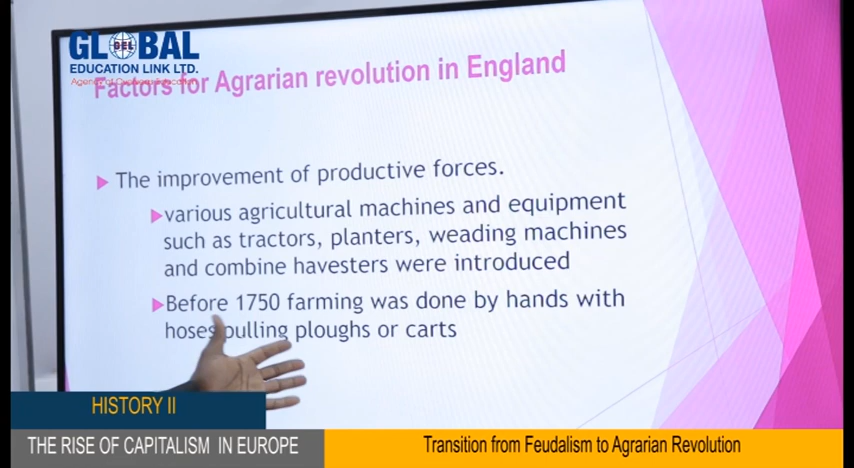 GLOBAL
GEL
EDUCATION LINK LTD.
Factors for Agrarian revolution in England
The improvement of productive forces.
various agricultural machines and equipment
such as tractors, planters, weading machines
and combine havesters were introduced
Before 1750 farming was done by hands with
hoses pulling ploughs or carts
HISTORY II
THE RISE OF CAPITALISM IN EUROPE
Transition from Feudalism to Agrarian Revolution